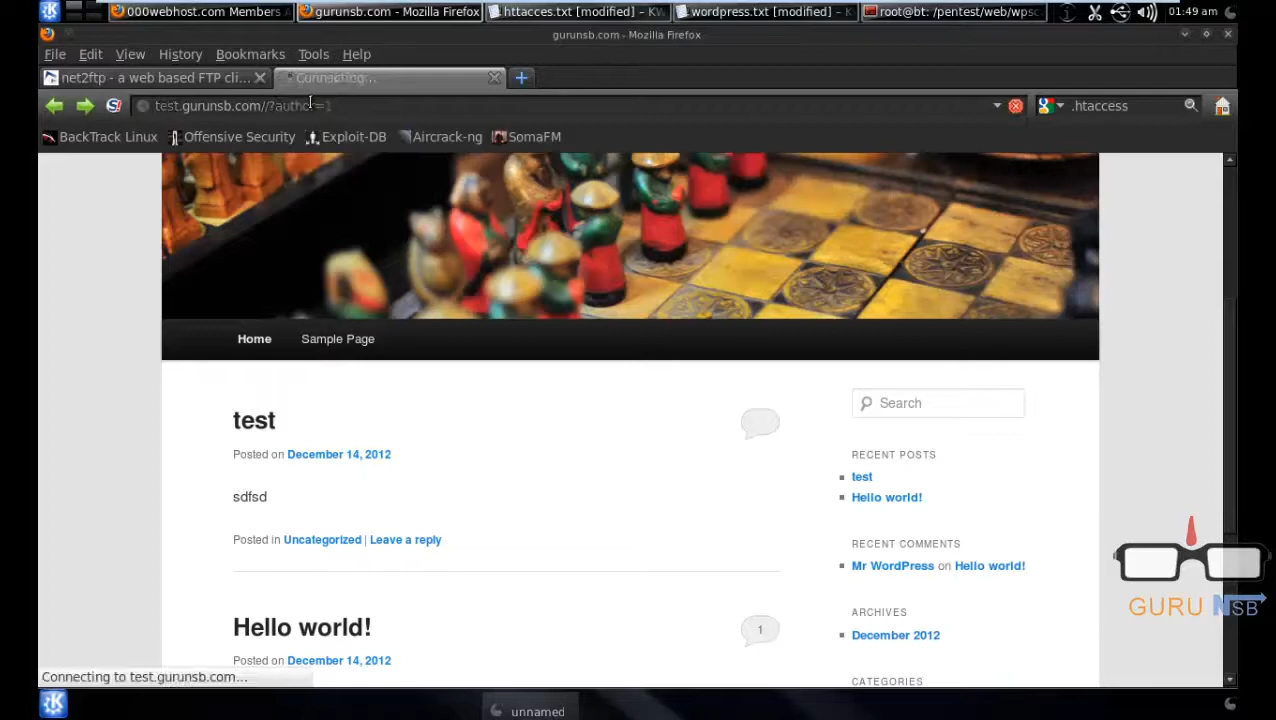 000webhost.com Members A
gurunsb.com - Mozilla Firefox
httacces.txt [modified] – KW
wordpress.txt [modified] – K
root@bt: /pentest/web/wpsc
01:49 am
gurunsb.com - Mozilla Firefox
File Edit View History Bookmarks Tools Help
net2ftp - a web based FTP cli...
Connecting...
test.gurunsb.com//?author=1
.htaccess
BackTrack Linux Offensive Security Exploit-DB Aircrack-ng SomaFM
Home Sample Page
test
Posted on December 14, 2012
sdfsd
Posted in Uncategorized | Leave a reply
Hello world!
1
Posted on December 14, 2012
Search
RECENT POSTS
test
Hello world!
RECENT COMMENTS
Mr WordPress on Hello world!
ARCHIVES
December 2012
CATEGORIES
GURU NSB
Connecting to test.gurunsb.com...
unnamed